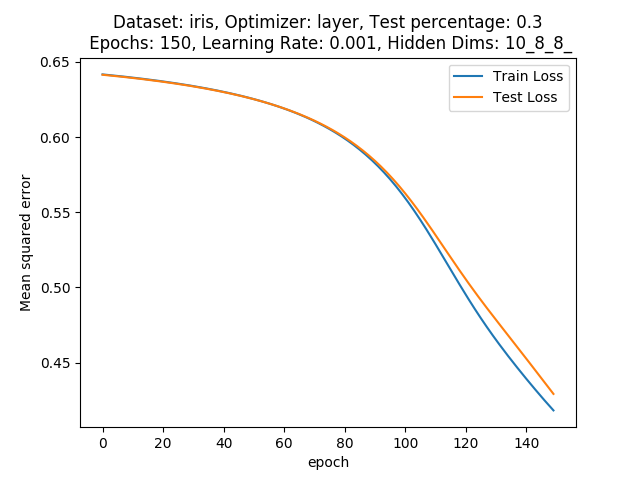 Dataset: iris, Optimizer: layer, Test percentage: 0.3
Epochs: 150, Learning Rate: 0.001, Hidden Dims: 10_8_8_
Train Loss
Test Loss
Mean squared error
0.65
0.60
0.55
0.50
0.45
0
20
40
60
80
100
120
140
epoch